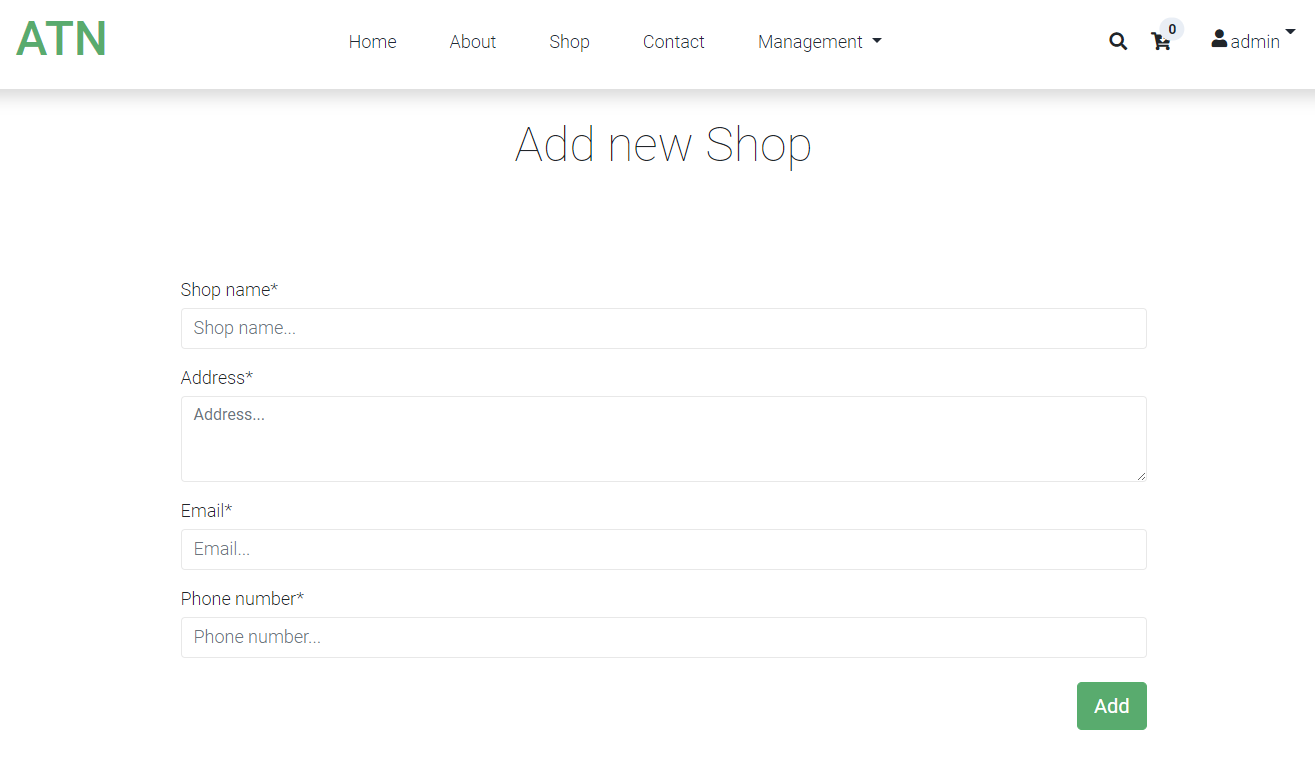 ATN
Home About Shop Contact Management 0 admin
Add new Shop
Shop name*
Shop name...
Address*
Address...
Email*
Email...
Phone number*
Phone number...
Add